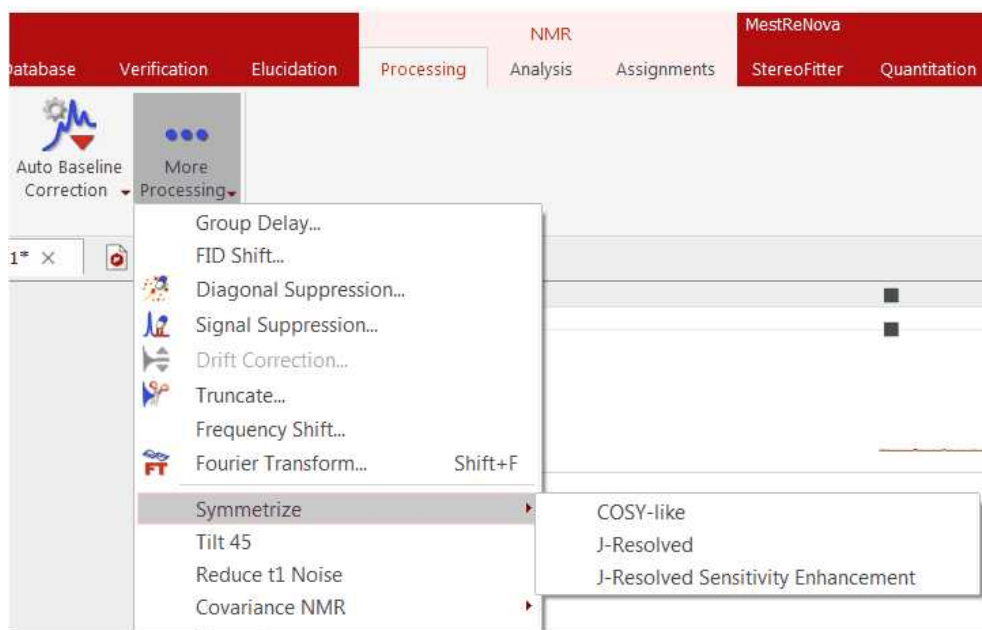 NMR
MestReNova
Database Verification Elucidation Processing Analysis Assignments StereoFitter Quantitation
Auto Baseline
Correction
More
Processing
1*
Group Delay...
FID Shift...
Diagonal Suppression...
Signal Suppression...
Drift Correction...
Truncate...
Frequency Shift...
FT
Fourier Transform... Shift+F
Symmetrize
Tilt 45
Reduce t1 Noise
Covariance NMR
COSY-like
J-Resolved
J-Resolved Sensitivity Enhancement